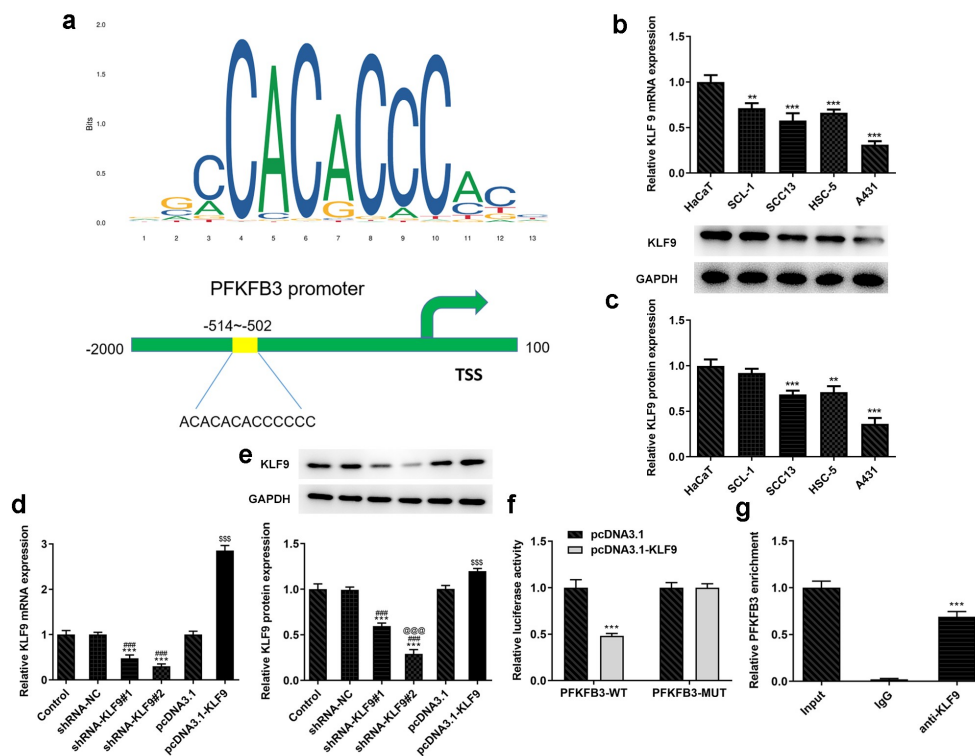 a
2.0
1.5
1.0
0.5
0.0
Bits
CCACACCCAC
1 2 3 4 5 6 7 8 9 10 11 12 13
PFKFB3 promoter
-514~-502
-2000
100
TSS
ACACACACCCCCC
b
Relative KLF 9 mRNA expression
1.5
1.0
0.5
0.0
** *** *** ***
HaCaT SCL-1 SCC13 HSC-5 A431
KLF9
GAPDH
c
Relative KLF9 protein expression
1.5
1.0
0.5
0.0
*** ** ***
HaCaT SCL-1 SCC13 HSC-5 A431
d
Relative KLF9 mRNA expression
3
2
1
0
###
***
###
***
$$$
Control shRNA-NC shRNA-KLF9#1 shRNA-KLF9#2 pcDNA3.1 pcDNA3.1-KLF9
e
KLF9
GAPDH
Relative KLF9 protein expression
1.5
1.0
0.5
0.0
###
***
@@@
###
***
$$$
Control shRNA-NC shRNA-KLF9#1 shRNA-KLF9#2 pcDNA3.1 pcDNA3.1-KLF9
f
pcDNA3.1
pcDNA3.1-KLF9
Relative luciferase activity
1.5
1.0
0.5
0.0
***
PFKFB3-WT PFKFB3-MUT
g
Relative PFKFB3 enrichment
1.5
1.0
0.5
0.0
***
Input IgG anti-KLF9